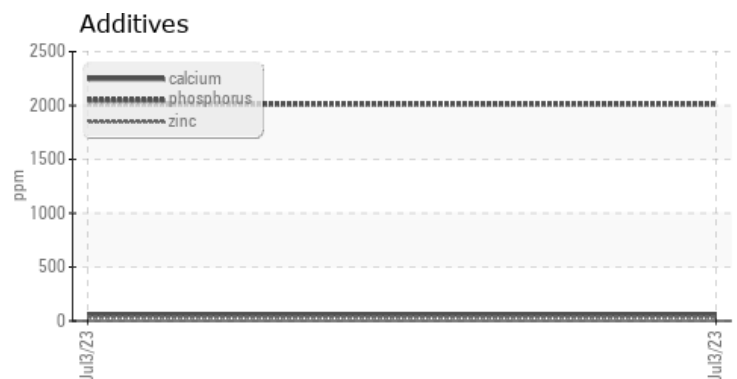 Additives
2500
2000
1500
1000
500
0
ppm
calcium
phosphorus
zinc
Jul3/23
Jul3/23